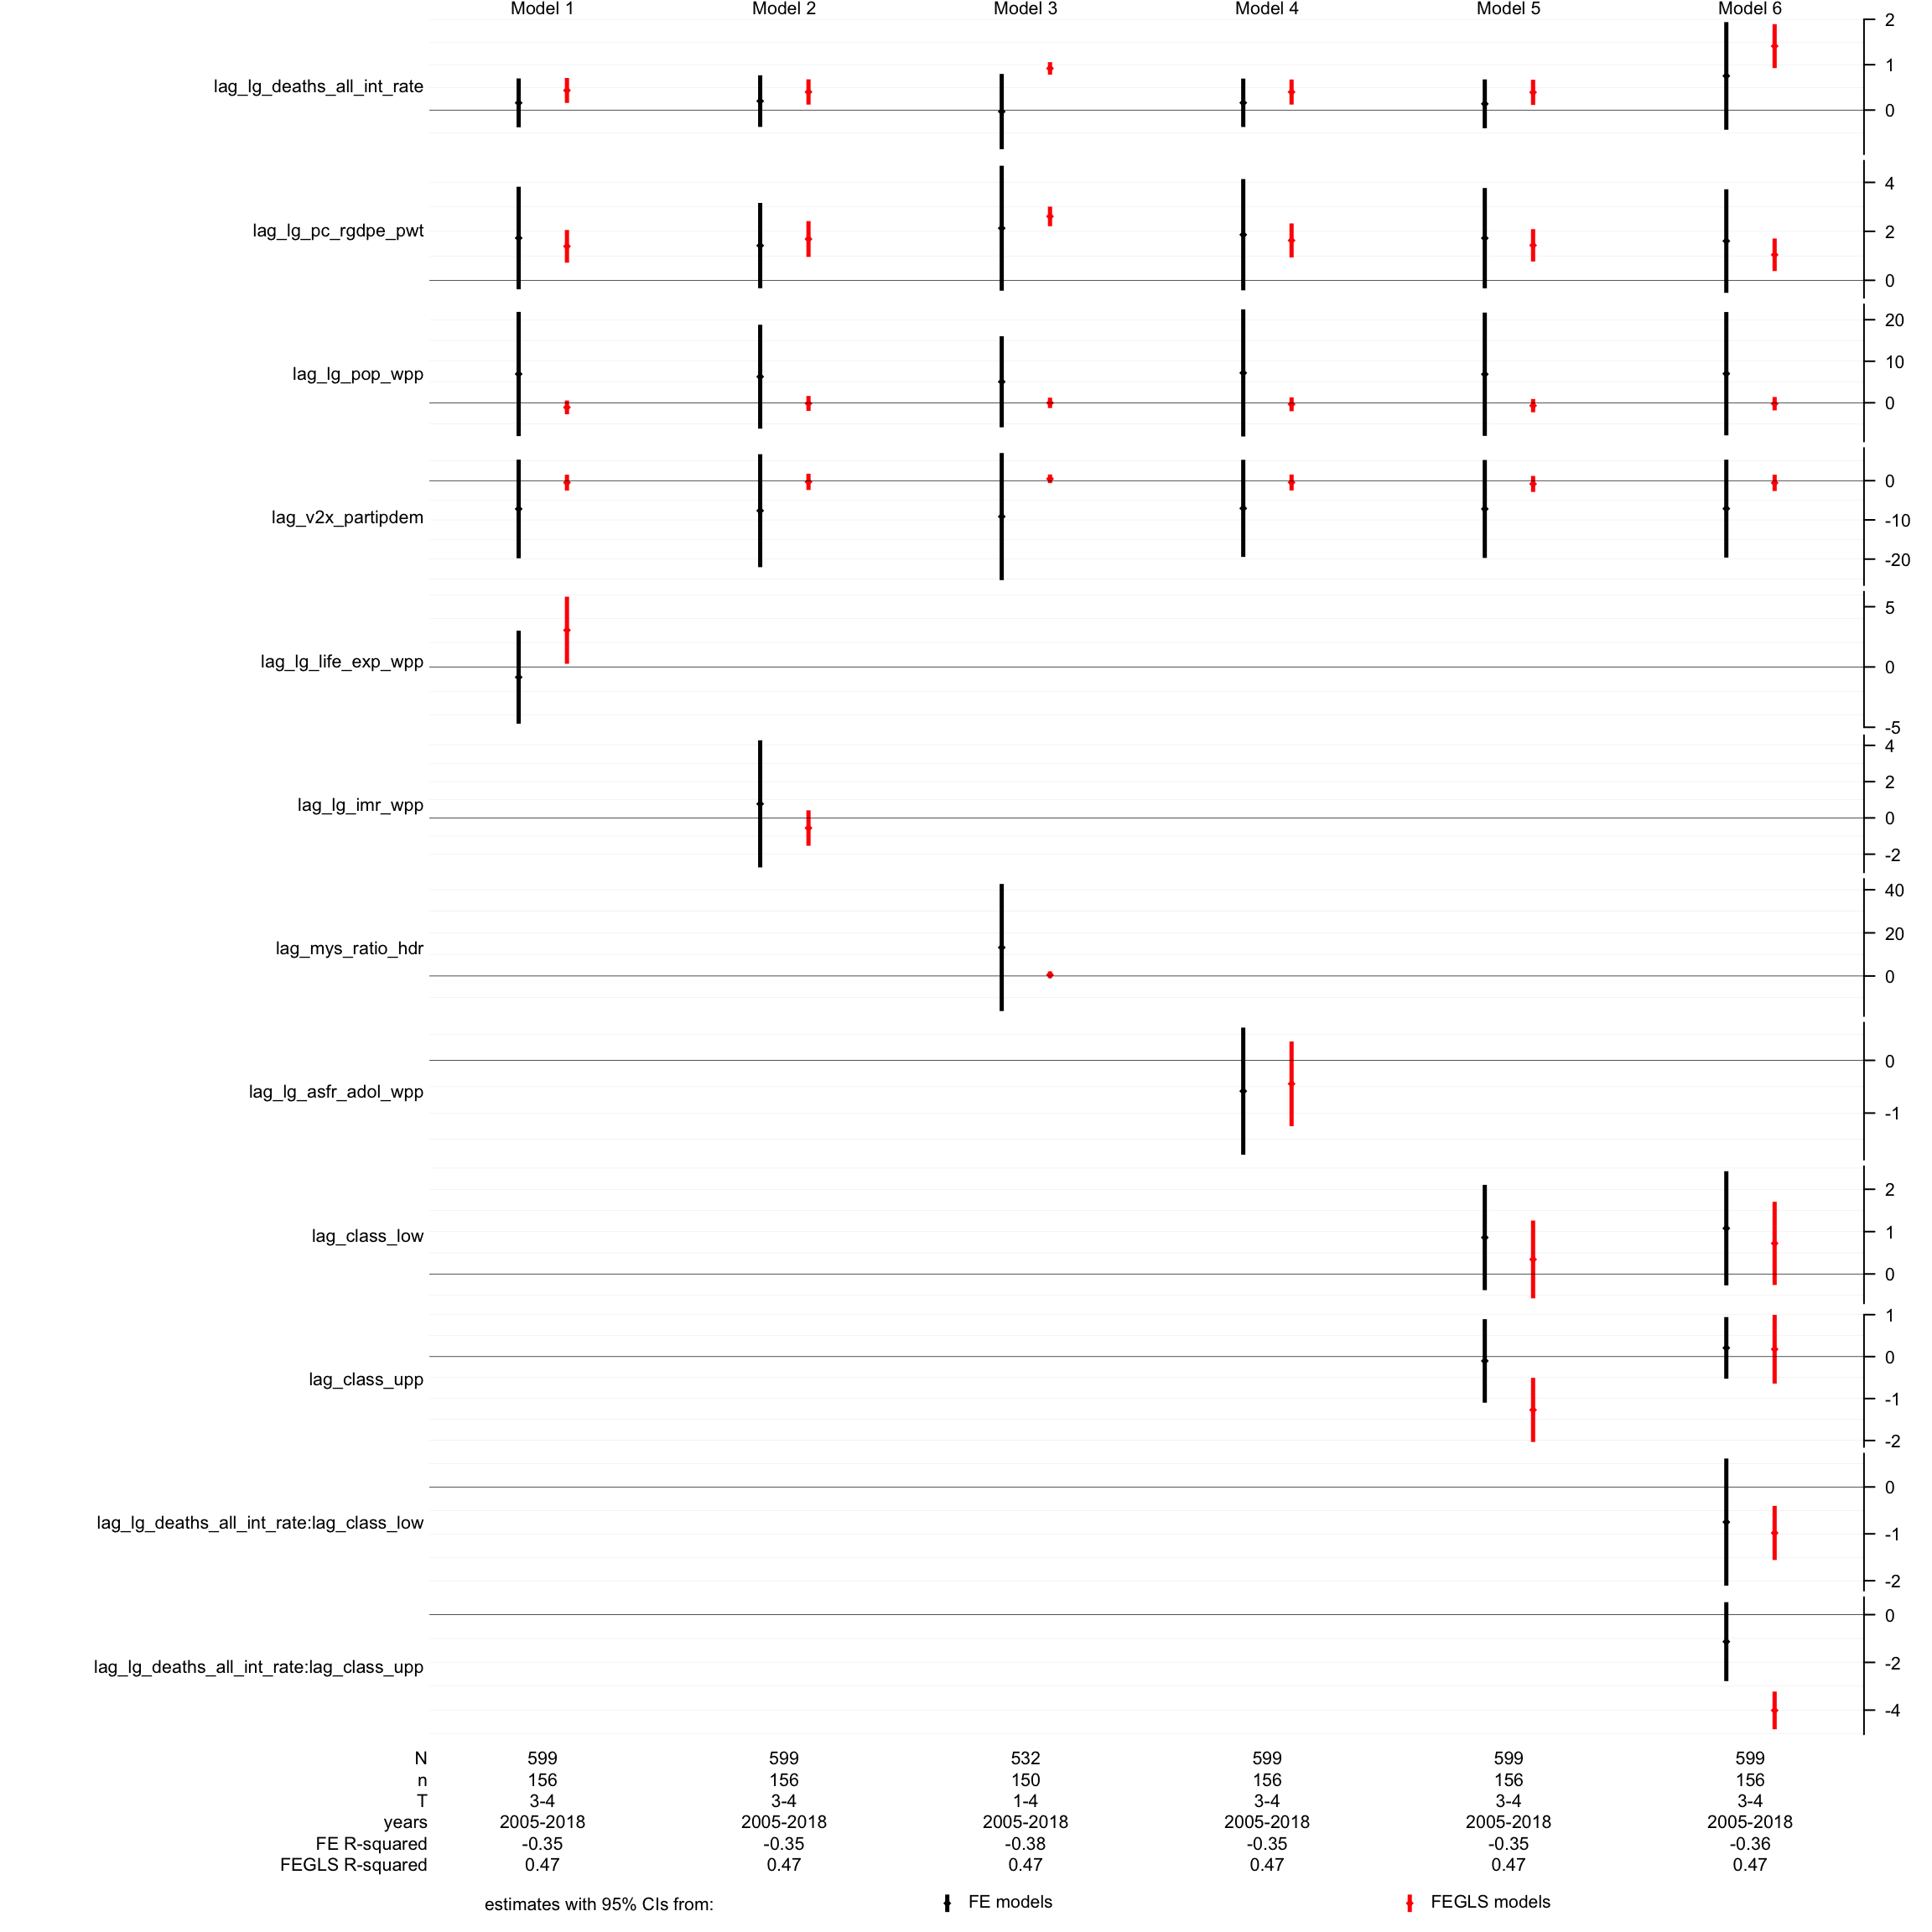 Model 1 Model 2 Model 3 Model 4 Model 5 Model 6
lag_lg_deaths_all_int_rate
2
1
0
lag_lg_pc_rgdpe_pwt
4
2
0
lag_lg_pop_wpp
20
10
0
lag_v2x_partipdem
0
-10
-20
lag_lg_life_exp_wpp
5
0
-5
lag_lg_imr_wpp
4
2
0
-2
lag_mys_ratio_hdr
40
20
0
lag_lg_asfr_adol_wpp
0
-1
lag_class_low
2
1
0
lag_class_upp
1
0
-1
-2
lag_lg_deaths_all_int_rate:lag_class_low
0
-1
-2
lag_lg_deaths_all_int_rate:lag_class_upp
0
-2
-4
N 599 599 532 599 599 599
n 156 156 150 156 156 156
T 3-4 3-4 1-4 3-4 3-4 3-4
years 2005-2018 2005-2018 2005-2018 2005-2018 2005-2018 2005-2018
FE R-squared -0.35 -0.35 -0.38 -0.35 -0.35 -0.36
FEGLS R-squared 0.47 0.47 0.47 0.47 0.47 0.47
estimates with 95% CIs from: FE models FEGLS models